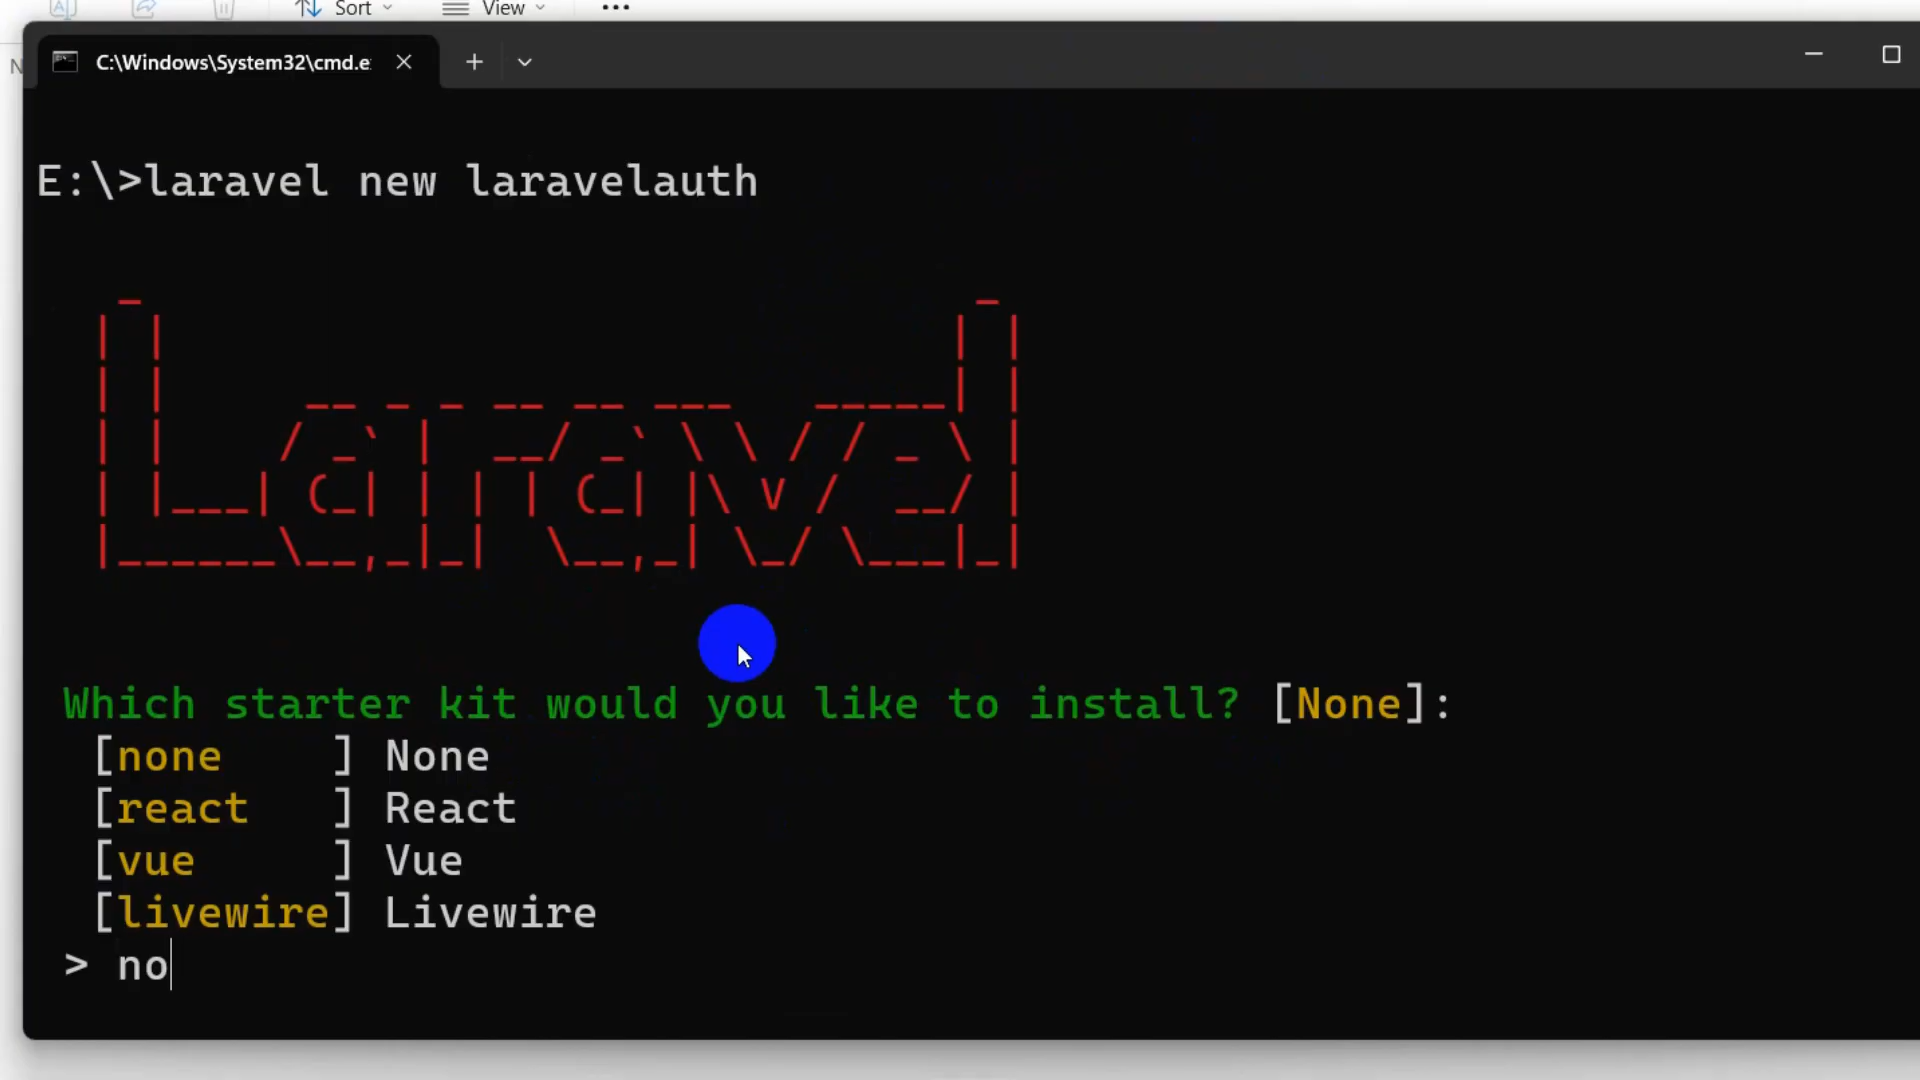 Sort View ...
N
C:\Windows\System32\cmd.e
E:\>laravel new laravelauth
Laravel
Which starter kit would you like to install? [None]:
[none    ] None
[react   ] React
[vue     ] Vue
[livewire] Livewire
> no